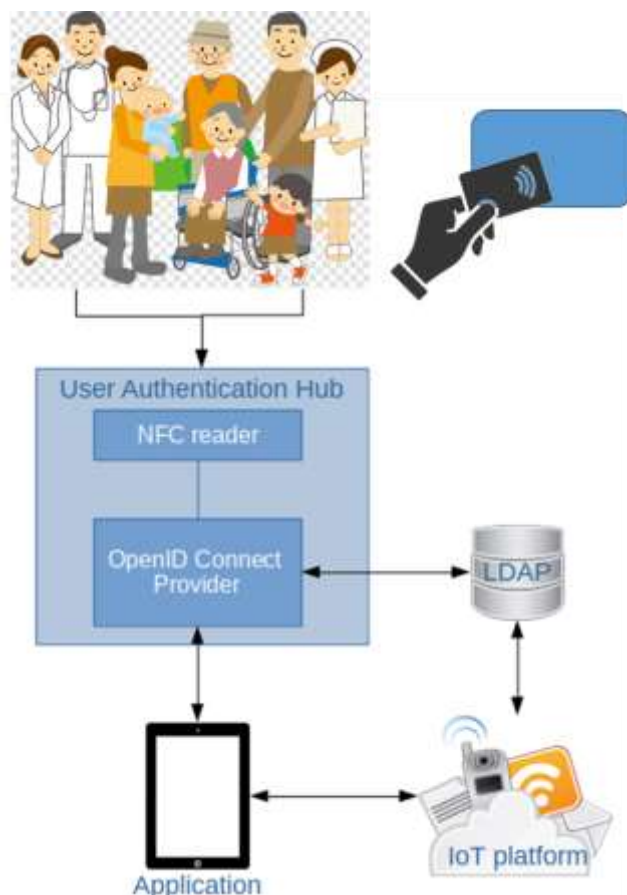 User Authentication Hub
NFC reader
OpenID Connect
Provider
LDAP
IoT platform
Application